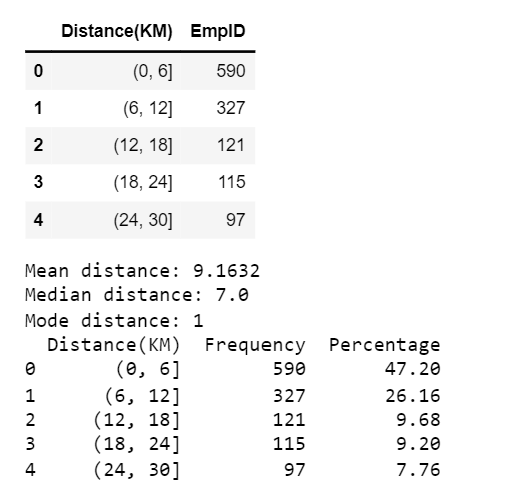 Distance(KM) EmpID
0 (0, 6] 590
1 (6, 12] 327
2 (12, 18] 121
3 (18, 24] 115
4 (24, 30] 97
Mean distance: 9.1632
Median distance: 7.0
Mode distance: 1
Distance(KM) Frequency Percentage
0 (0, 6] 590 47.20
1 (6, 12] 327 26.16
2 (12, 18] 121 9.68
3 (18, 24] 115 9.20
4 (24, 30] 97 7.76